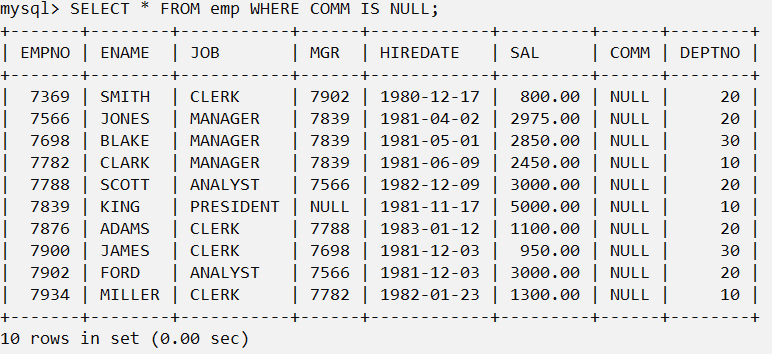 mysql> SELECT * FROM emp WHERE COMM IS NULL;
+-------+--------+-----------+------+------------+---------+------+--------+
| EMPNO | ENAME  | JOB       | MGR  | HIREDATE   | SAL     | COMM | DEPTNO |
+-------+--------+-----------+------+------------+---------+------+--------+
|  7369 | SMITH  | CLERK     | 7902 | 1980-12-17 |  800.00 | NULL |     20 |
|  7566 | JONES  | MANAGER   | 7839 | 1981-04-02 | 2975.00 | NULL |     20 |
|  7698 | BLAKE  | MANAGER   | 7839 | 1981-05-01 | 2850.00 | NULL |     30 |
|  7782 | CLARK  | MANAGER   | 7839 | 1981-06-09 | 2450.00 | NULL |     10 |
|  7788 | SCOTT  | ANALYST   | 7566 | 1982-12-09 | 3000.00 | NULL |     20 |
|  7839 | KING   | PRESIDENT | NULL | 1981-11-17 | 5000.00 | NULL |     10 |
|  7876 | ADAMS  | CLERK     | 7788 | 1983-01-12 | 1100.00 | NULL |     20 |
|  7900 | JAMES  | CLERK     | 7698 | 1981-12-03 |  950.00 | NULL |     30 |
|  7902 | FORD   | ANALYST   | 7566 | 1981-12-03 | 3000.00 | NULL |     20 |
|  7934 | MILLER | CLERK     | 7782 | 1982-01-23 | 1300.00 | NULL |     10 |
+-------+--------+-----------+------+------------+---------+------+--------+
10 rows in set (0.00 sec)